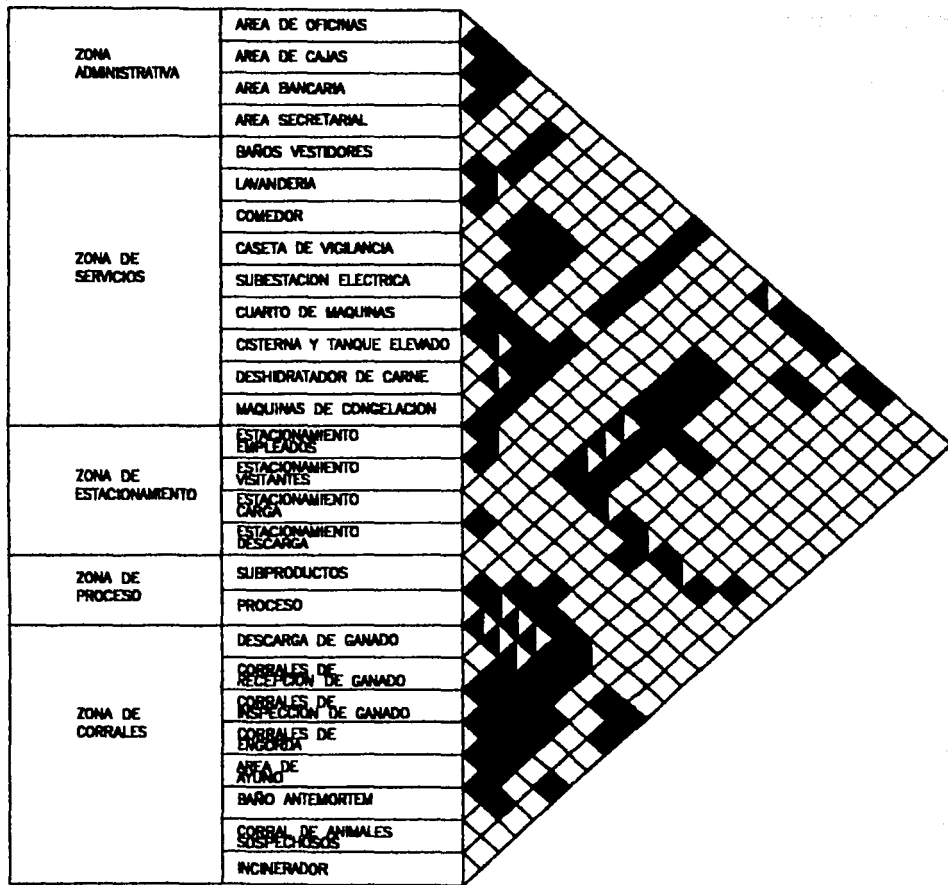 ZONA
ADMINISTRATIVA
AREA DE OFICINAS
AREA DE CAJAS
AREA BANCARIA
AREA SECRETARIAL
ZONA DE
SERVICIOS
BAÑOS VESTIDORES
LAVANDERIA
COMEDOR
CASETA DE VIGILANCIA
SUBESTACION ELECTRICA
CUARTO DE MAQUINAS
CISTERNA Y TANQUE ELEVADO
DESHIDRATADOR DE CARNE
MAQUINAS DE CONGELACION
ZONA DE
ESTACIONAMIENTO
ESTACIONAMIENTO
EMPLEADOS
ESTACIONAMIENTO
VISITANTES
ESTACIONAMIENTO
CARGA
ESTACIONAMIENTO
DESCARGA
ZONA DE
PROCESO
SUBPRODUCTOS
PROCESO
ZONA DE
CORRALES
DESCARGA DE GANADO
CORRALES DE
RECEPCION DE GANADO
CORRALES DE
INSPECCION DE GANADO
CORRALES DE
ENGORDA
AREA DE
AYUNO
BAÑO ANTEMORTEM
CORRAL DE ANIMALES
SOSPECHOSOS
INCINERADOR